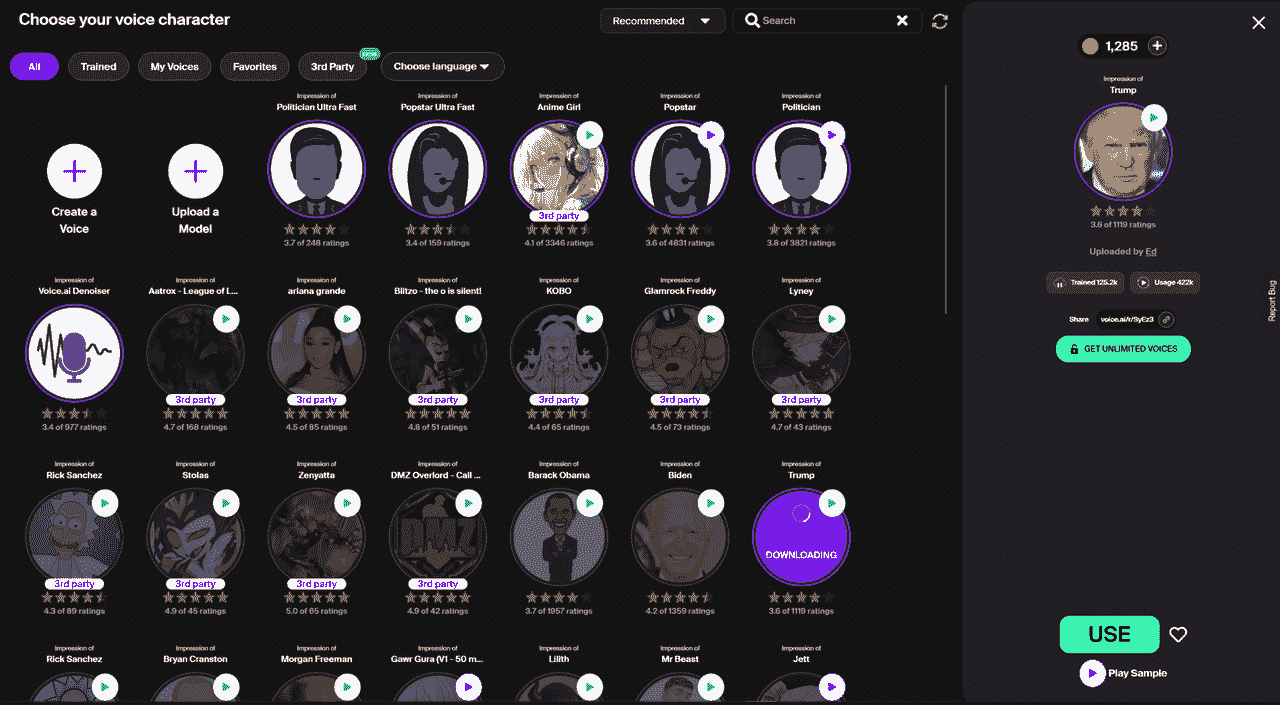 Choose your voice character
Recommended
Search
All
Trained
My Voices
Favorites
3rd Party
new
Choose language
Create a
Voice
Upload a
Model
Impression of
Politician Ultra Fast
3.7 of 248 ratings
Impression of
Popstar Ultra Fast
3.4 of 159 ratings
Impression of
Anime Girl
3rd party
4.1 of 3346 ratings
Impression of
Popstar
3.6 of 4831 ratings
Impression of
Politician
3.8 of 3821 ratings
Impression of
Voice.ai Denoiser
3.4 of 977 ratings
Impression of
Aatrox - League of L...
3rd party
4.7 of 168 ratings
Impression of
ariana grande
3rd party
4.5 of 85 ratings
Impression of
Blitzo - the o is silent!
3rd party
4.8 of 51 ratings
Impression of
KOBO
3rd party
4.4 of 65 ratings
Impression of
Glamrock Freddy
3rd party
4.5 of 73 ratings
Impression of
Lyney
3rd party
4.7 of 43 ratings
Impression of
Rick Sanchez
3rd party
4.3 of 89 ratings
Impression of
Stolas
3rd party
4.9 of 45 ratings
Impression of
Zenyatta
3rd party
5.0 of 65 ratings
Impression of
DMZ Overlord - Call ...
3rd party
4.9 of 42 ratings
Impression of
Barack Obama
3.7 of 1957 ratings
Impression of
Biden
4.2 of 1359 ratings
Impression of
Trump
DOWNLOADING
3.6 of 1119 ratings
Impression of
Rick Sanchez
Impression of
Bryan Cranston
Impression of
Morgan Freeman
Impression of
Gawr Gura (V1 - 50 m...
Impression of
Lilith
Impression of
Mr Beast
Impression of
Jett
1,285
Impression of
Trump
3.6 of 1119 ratings
Uploaded by Ed
Trained 125.2k
Usage 422k
Share
voice.ai/r/SyEz3
GET UNLIMITED VOICES
Report Bug
USE
Play Sample